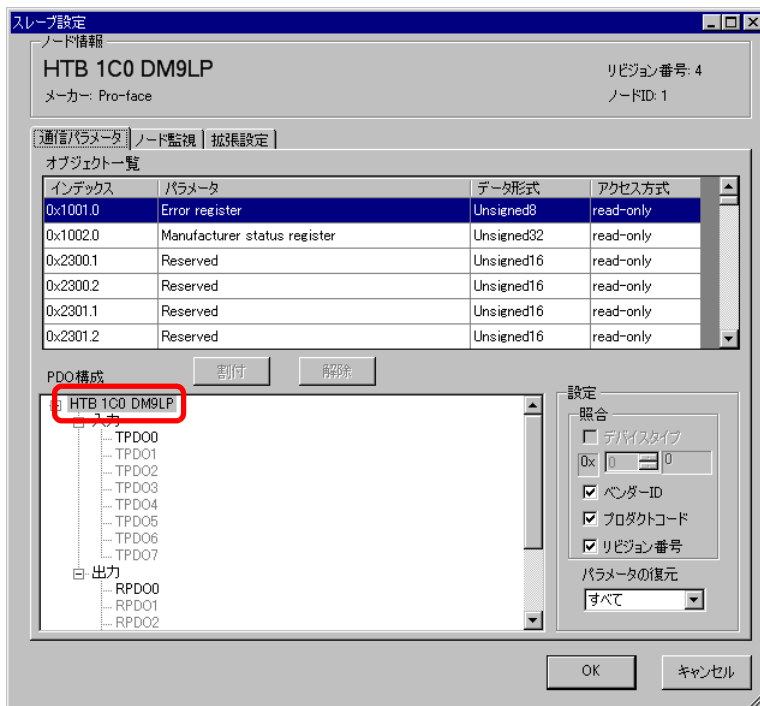 スレーブ設定
ノード情報
HTB 1C0 DM9LP
リビジョン番号: 4
メーカー: Pro-face
ノードID: 1
通信パラメータ ノード監視 拡張設定
オブジェクト一覧
インデックス パラメータ データ形式 アクセス方式
0x1001.0 Error register Unsigned8 read-only
0x1002.0 Manufacturer status register Unsigned32 read-only
0x2300.1 Reserved Unsigned16 read-only
0x2300.2 Reserved Unsigned16 read-only
0x2301.1 Reserved Unsigned16 read-only
0x2301.2 Reserved Unsigned16 read-only
PDO構成 割付 解除
HTB 1C0 DM9LP
入力
TPDO0
TPDO1
TPDO2
TPDO3
TPDO4
TPDO5
TPDO6
TPDO7
出力
RPDO0
RPDO1
RPDO2
設定
照合
デバイスタイプ
0x 0 0
ベンダーID
プロダクトコード
リビジョン番号
パラメータの復元
すべて
OK キャンセル